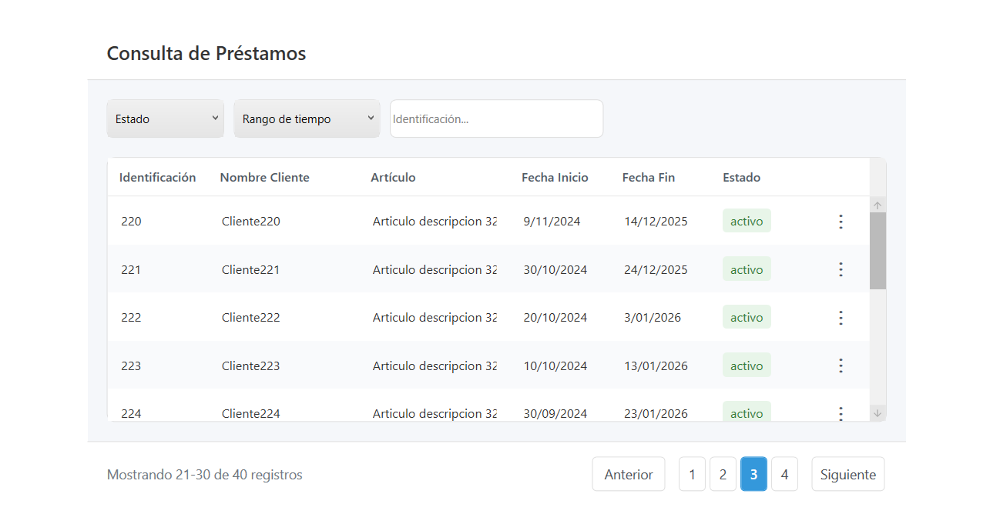 Consulta de Préstamos
Estado Rango de tiempo Identificación...
Identificación Nombre Cliente Artículo Fecha Inicio Fecha Fin Estado
220 Cliente220 Articulo descripcion 32 9/11/2024 14/12/2025 activo
221 Cliente221 Articulo descripcion 32 30/10/2024 24/12/2025 activo
222 Cliente222 Articulo descripcion 32 20/10/2024 3/01/2026 activo
223 Cliente223 Articulo descripcion 32 10/10/2024 13/01/2026 activo
224 Cliente224 Articulo descripcion 32 30/09/2024 23/01/2026 activo
Mostrando 21-30 de 40 registros Anterior 1 2 3 4 Siguiente